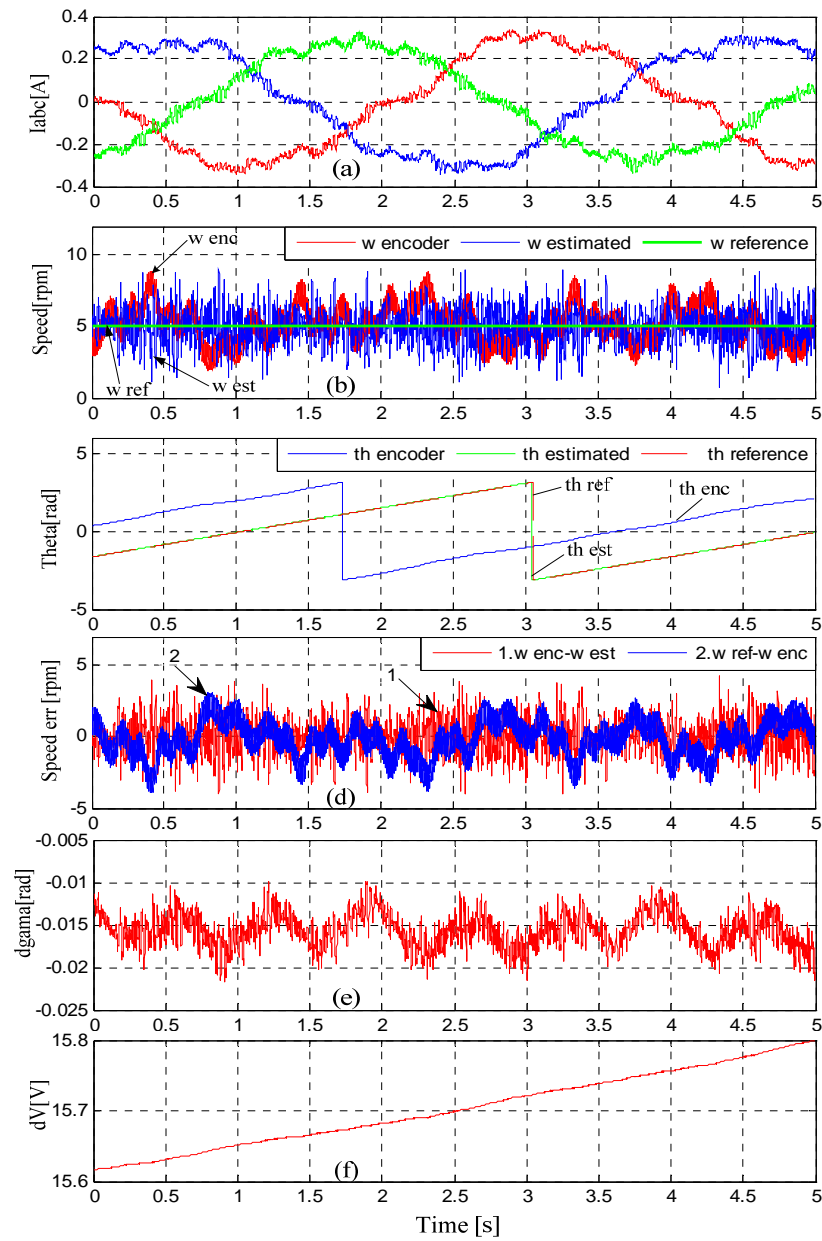 0.4
0.2
0
-0.2
-0.4
Iabc[A]
(a)
0 0.5 1 1.5 2 2.5 3 3.5 4 4.5 5
10
5
0
Speed[rpm]
w enc
w encoder w estimated w reference
w ref
w est
(b)
0 0.5 1 1.5 2 2.5 3 3.5 4 4.5 5
5
0
-5
Theta[rad]
th encoder th estimated th reference
th ref
th enc
th est
0 0.5 1 1.5 2 2.5 3 3.5 4 4.5 5
5
0
-5
Speed err [rpm]
2
1
1.w enc-w est 2.w ref-w enc
(d)
0 0.5 1 1.5 2 2.5 3 3.5 4 4.5 5
-0.005
-0.01
-0.015
-0.02
-0.025
dgama[rad]
(e)
0 0.5 1 1.5 2 2.5 3 3.5 4 4.5 5
15.8
15.7
15.6
dV[V]
(f)
0 0.5 1 1.5 2 2.5 3 3.5 4 4.5 5
Time [s]